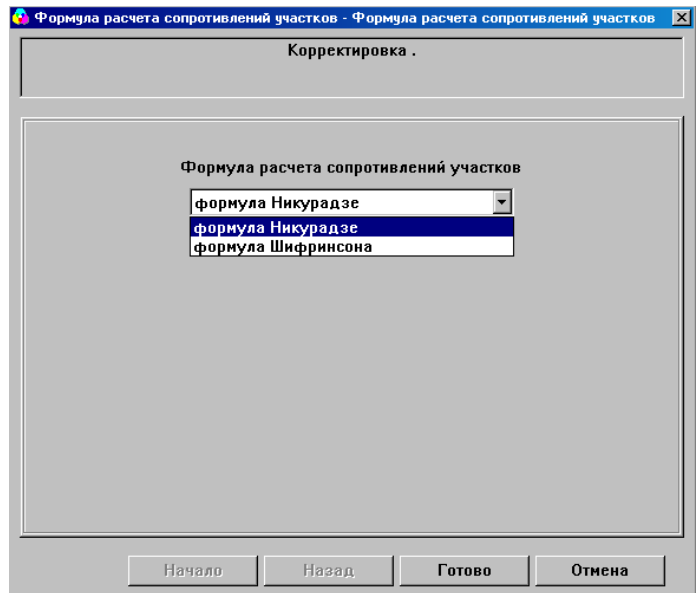 Формула расчета сопротивлений участков - Формула расчета сопротивлений участков
Корректировка .
Формула расчета сопротивлений участков
формула Никурадзе
формула Никурадзе
формула Шифринсона
Начало Назад Готово Отмена